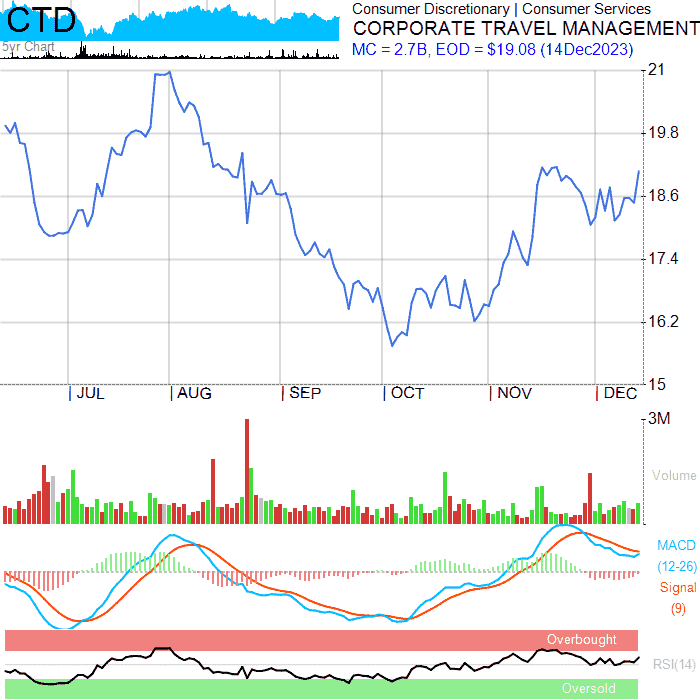 CTD
5yr Chart
Consumer Discretionary | Consumer Services
CORPORATE TRAVEL MANAGEMENT
MC = 2.7B, EOD = $19.08 (14Dec2023)
21
19.8
18.6
17.4
16.2
15
JUL AUG SEP OCT NOV DEC
3M
Volume
MACD
(12-26)
Signal
(9)
Overbought
RSI(14)
Oversold